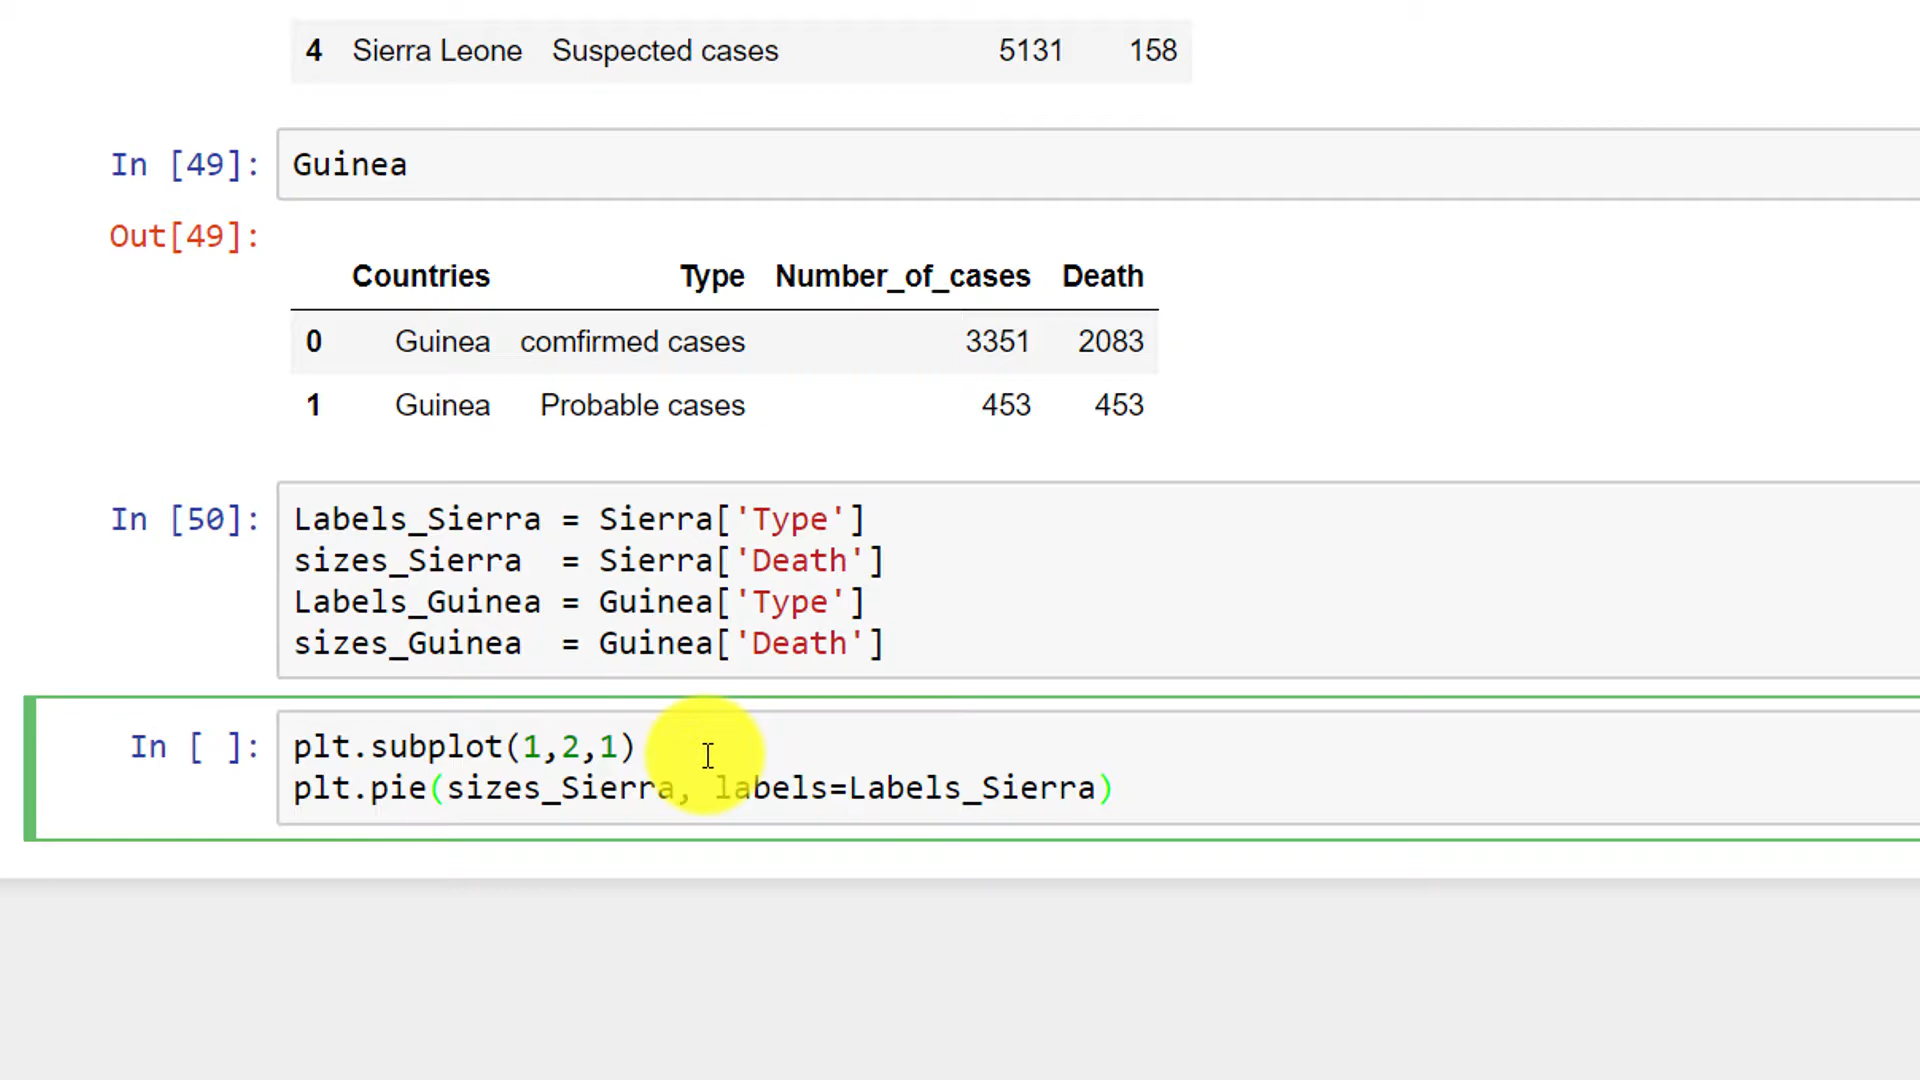 4 Sierra Leone Suspected cases 5131 158
In [49]: Guinea
Out[49]:
Countries Type Number_of_cases Death
0 Guinea comfirmed cases 3351 2083
1 Guinea Probable cases 453 453
In [50]: Labels_Sierra = Sierra['Type']
sizes_Sierra  = Sierra['Death']
Labels_Guinea = Guinea['Type']
sizes_Guinea  = Guinea['Death']
In [ ]: plt.subplot(1,2,1)
plt.pie(sizes_Sierra, labels=Labels_Sierra)